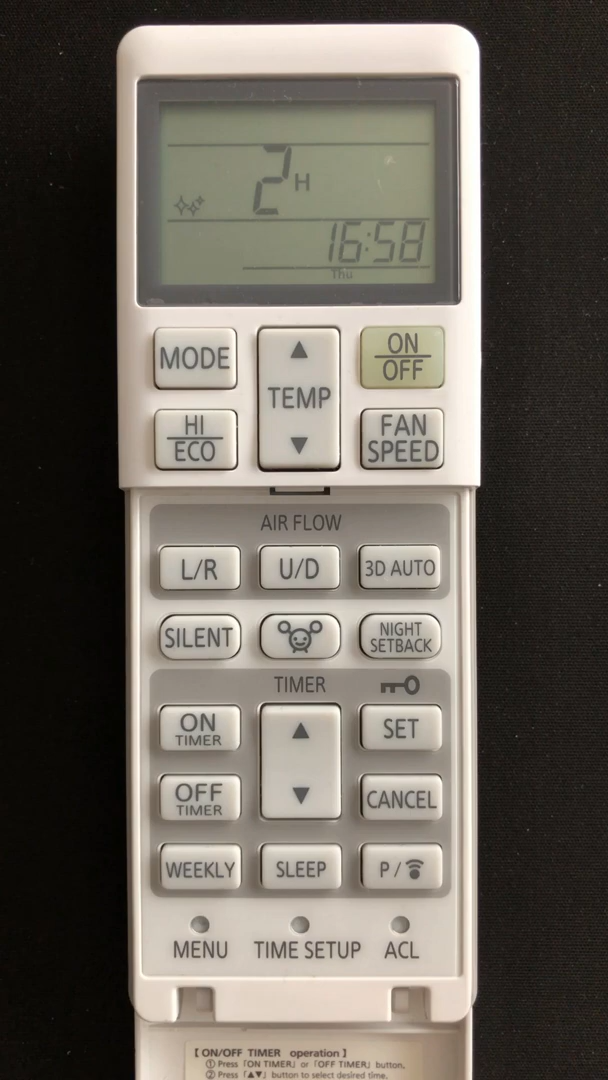 2H
16:58
Thu
MODE
TEMP
ON
OFF
HI
ECO
FAN
SPEED
AIR FLOW
L/R
U/D
3D AUTO
SILENT
NIGHT
SETBACK
TIMER
ON
TIMER
SET
OFF
TIMER
CANCEL
WEEKLY
SLEEP
P /
MENU
TIME SETUP
ACL
[ ON/OFF TIMER operation ]
① Press「ON TIMER」or「OFF TIMER」button.
② Press「▲▼」button to select desired time.